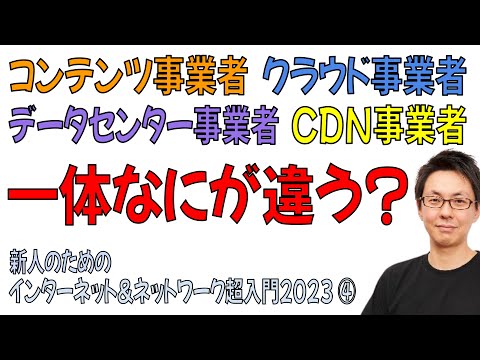 コンテンツ事業者 クラウド事業者
データセンター事業者 CDN事業者
一体なにが違う？
新人のための
インターネット&ネットワーク超入門2023 ④